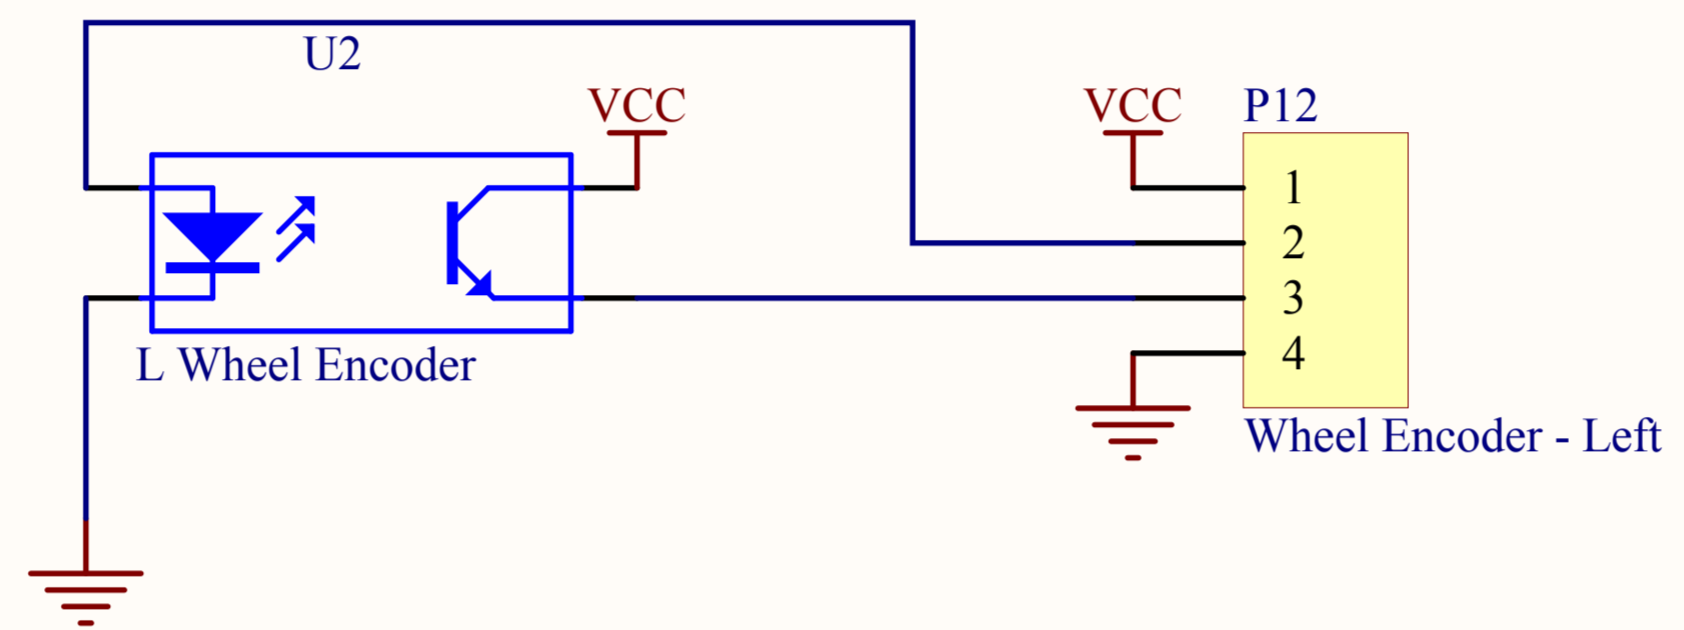 U2
VCC
VCC
P12
1
2
3
4
L Wheel Encoder
Wheel Encoder - Left